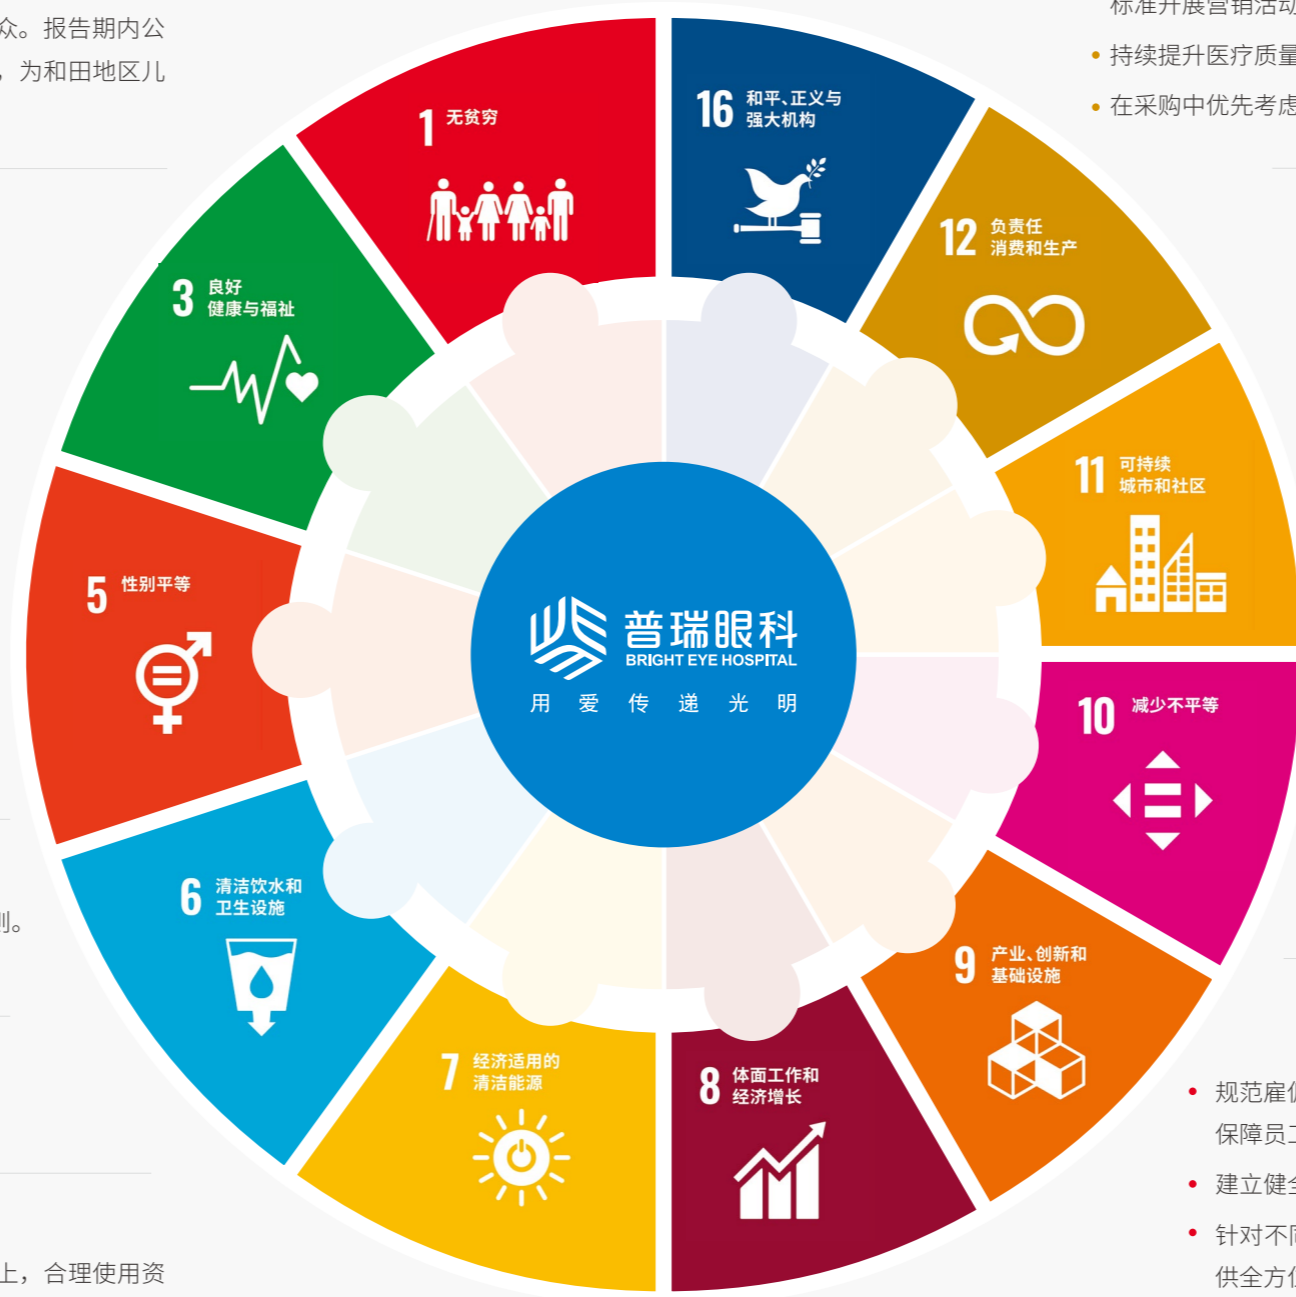 众。报告期内公
，为和田地区儿
标准开展营销活动
持续提升医疗质量
在采购中优先考虑
1 无贫穷
16 和平、正义与
强大机构
12 负责任
消费和生产
3 良好
健康与福祉
11 可持续
城市和社区
5 性别平等
普瑞眼科
BRIGHT EYE HOSPITAL
用爱传递光明
10 减少不平等
6 清洁饮水和
卫生设施
则。
9 产业、创新和
基础设施
7 经济适用的
清洁能源
8 体面工作和
经济增长
规范雇
保障员
建立健
针对不
供全方
上，合理使用资